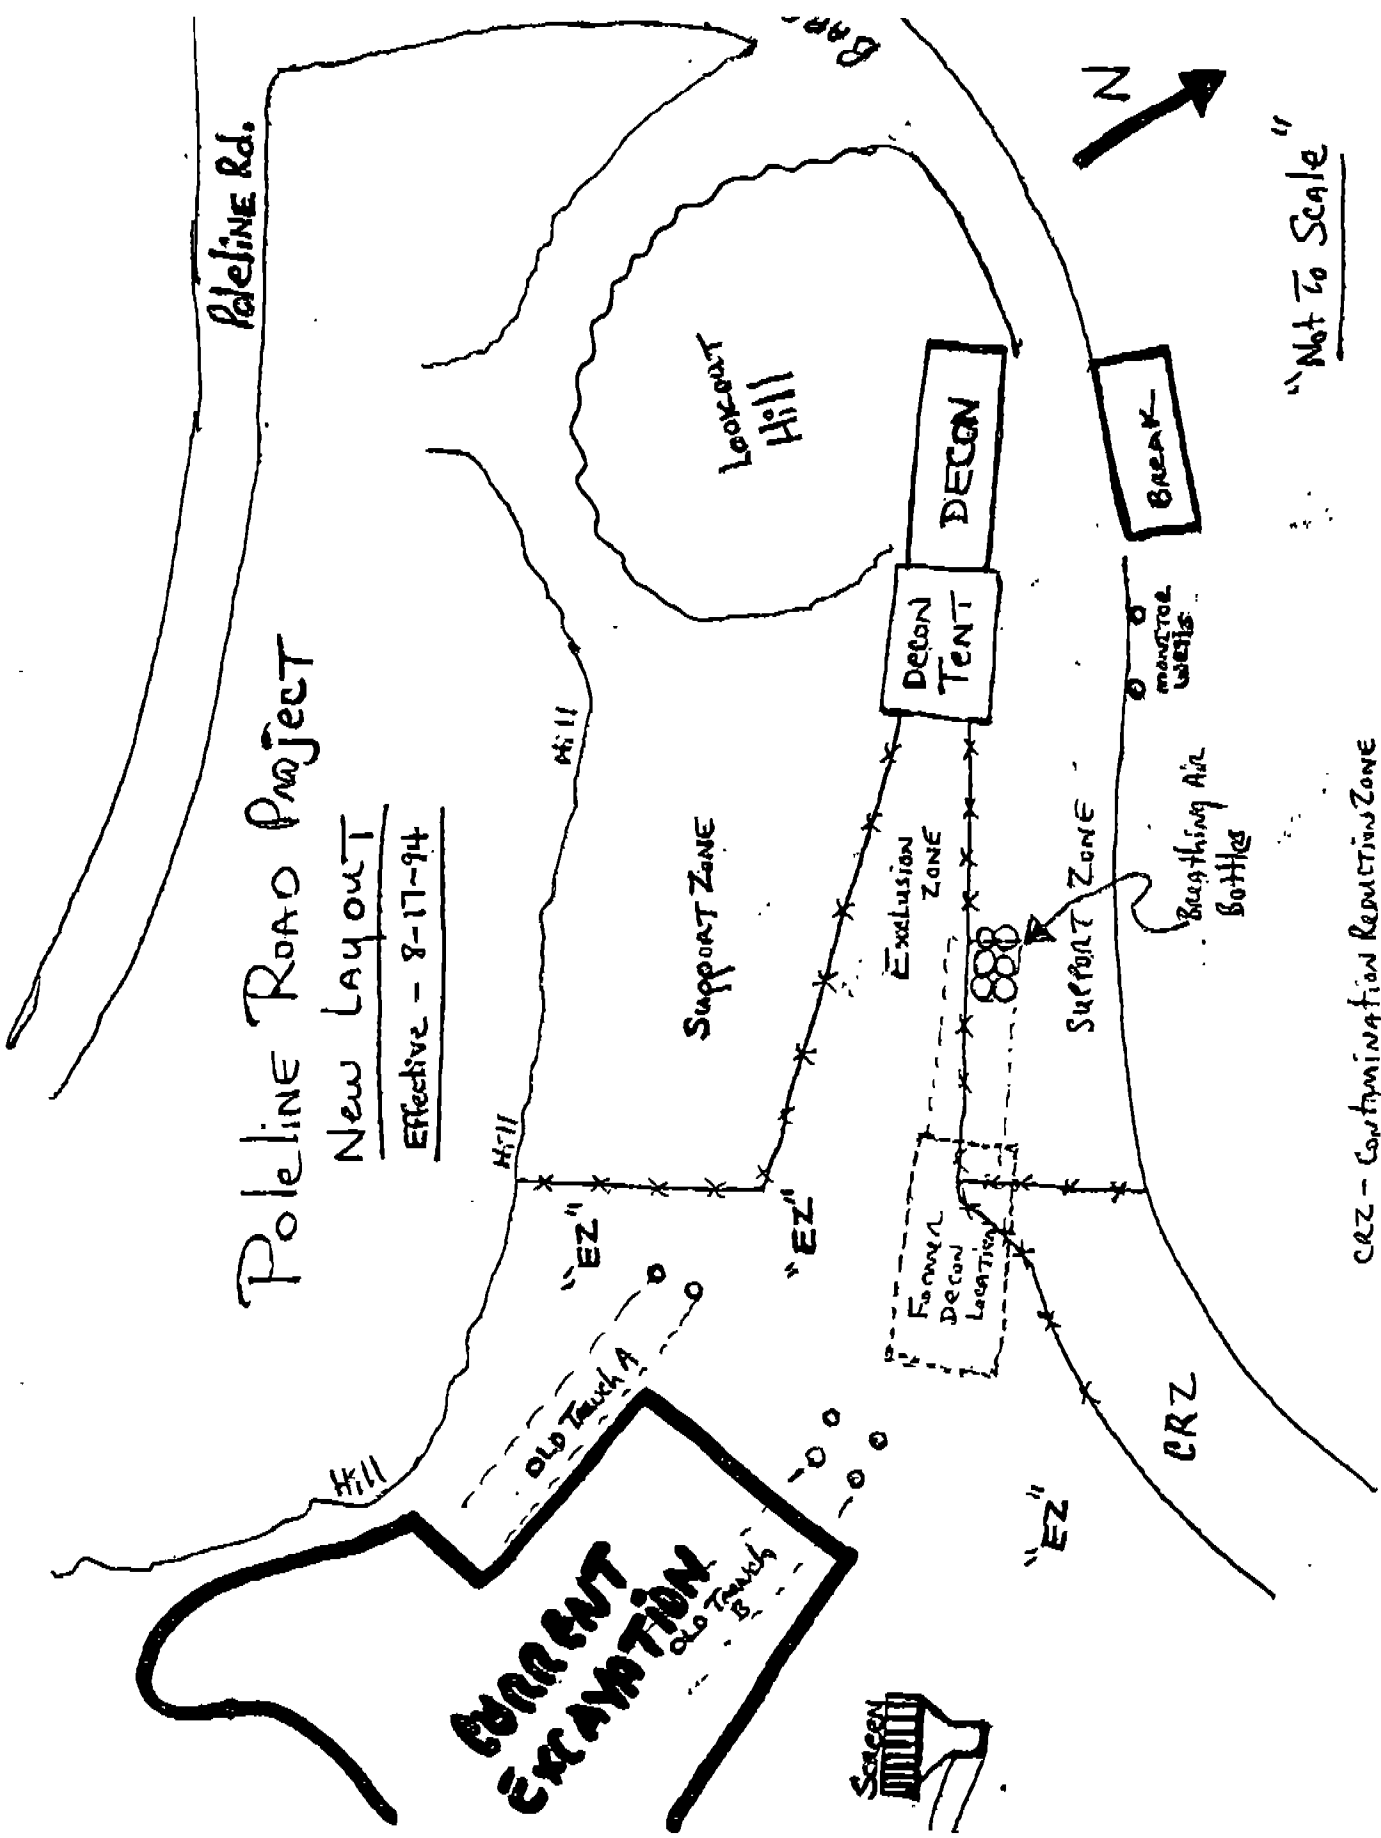 Poleline Road Project
New Layout
Effective - 8-17-94
Poleline Rd.
Lookout
Hill
DECON
Decon
Tent
Break
monitor
wells
N
"Not To Scale"
Hill
Hill
Hill
Support Zone
Exclusion
Zone
Support Zone
Breathing Air
Bottles
"EZ"
"EZ"
"EZ"
Former
Decon
Location
CRZ
Old Trench A
Old Trench
B
CURRENT
EXCAVATION
Screen
CRZ - Contamination Reduction Zone